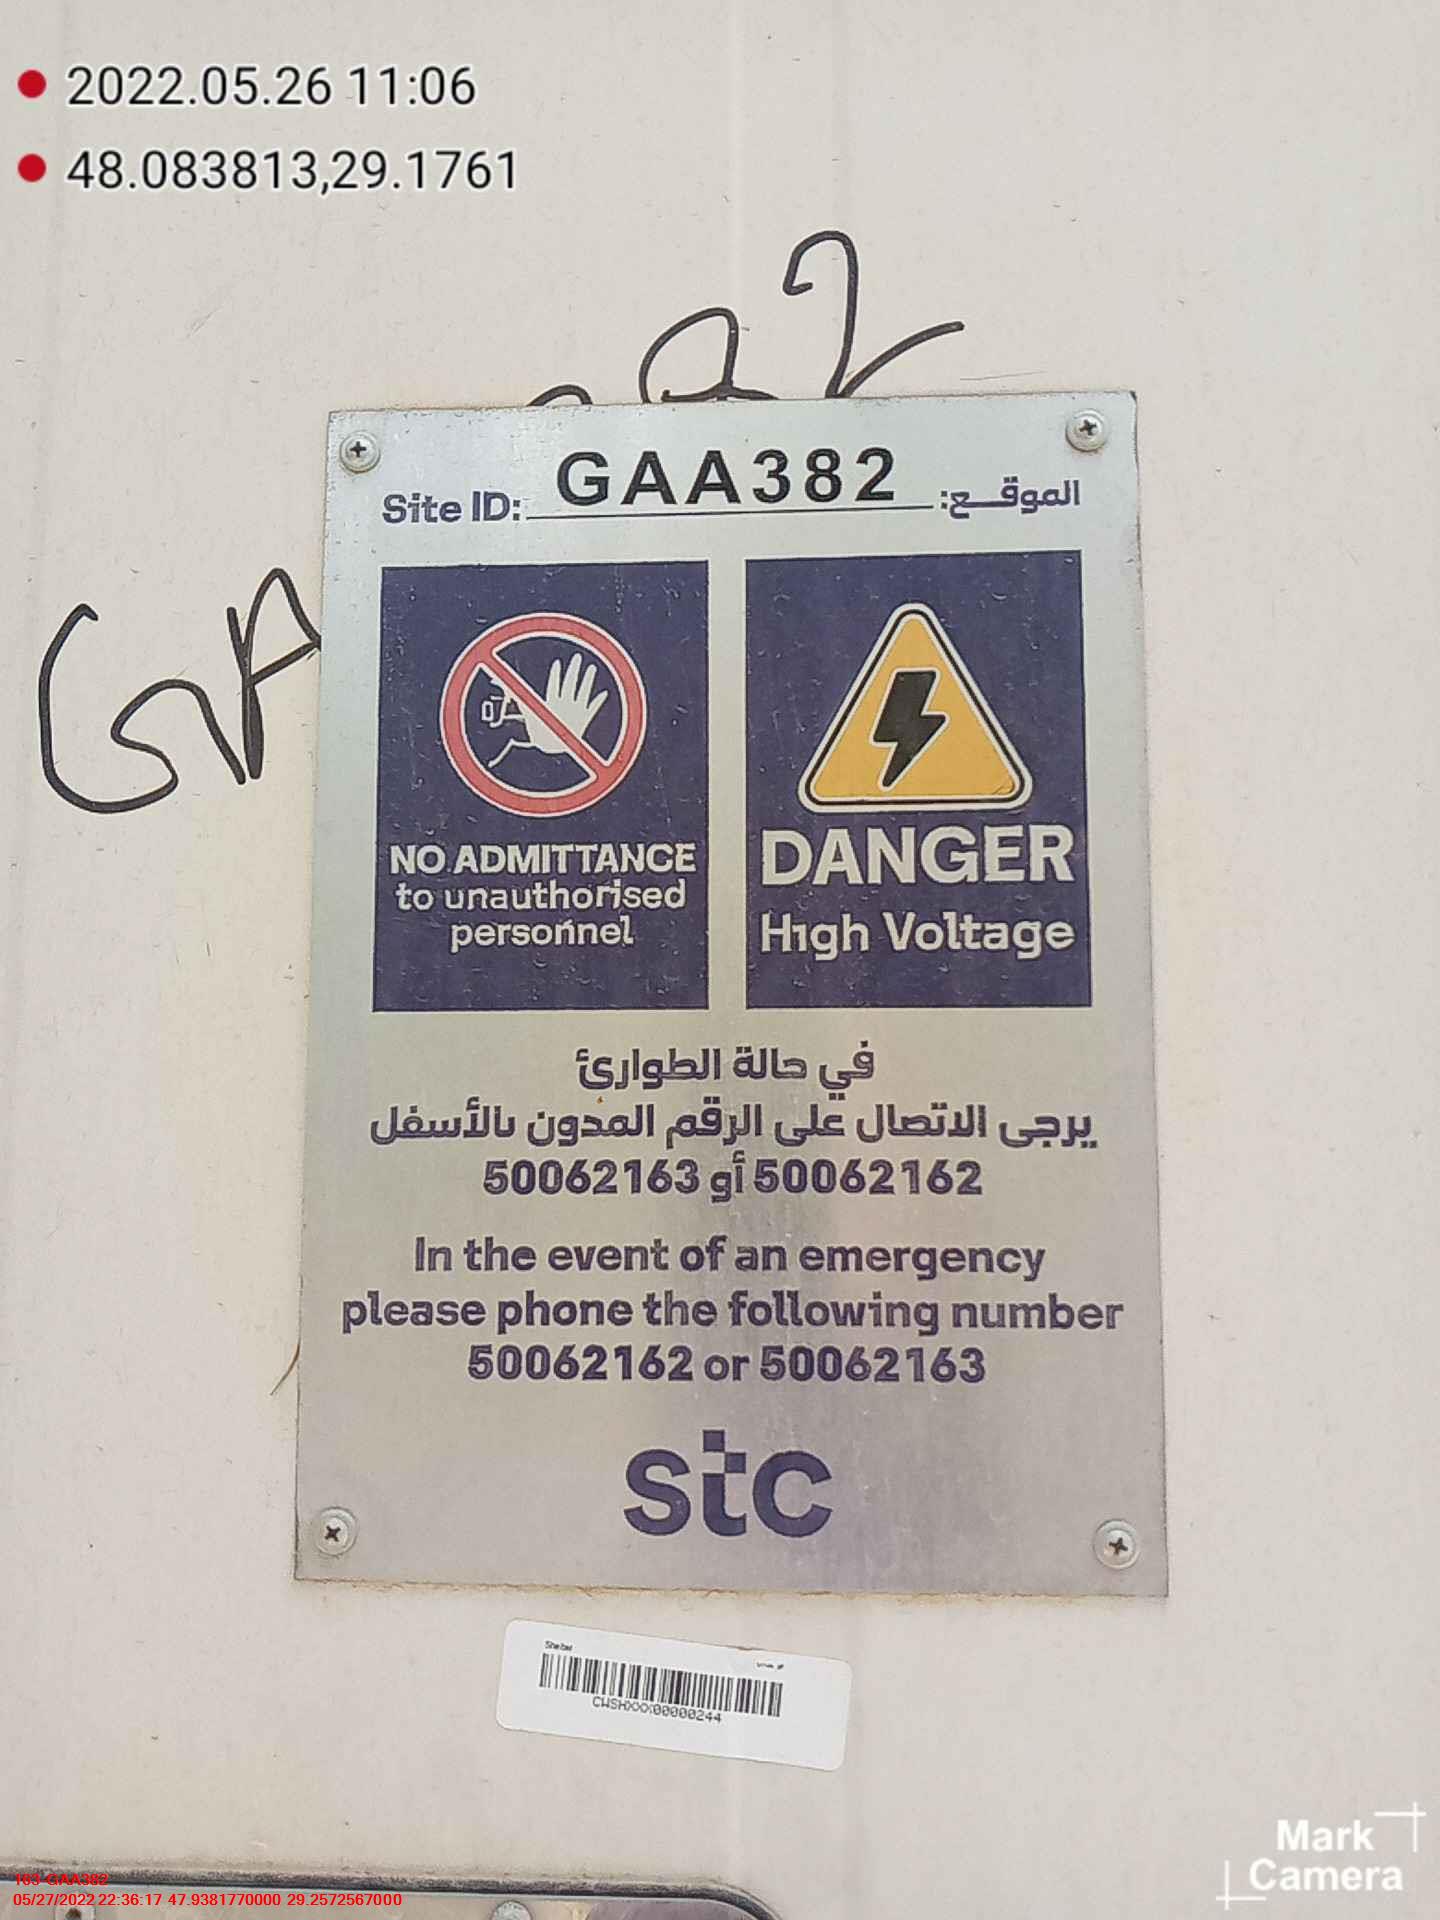 2022.05.26 11:06
48.083813,29.1761
Site ID: GAA382 الموقع:
GA
NO ADMITTANCE
to unauthorised
personnel
DANGER
High Voltage
في حالة الطوارئ
يرجى الاتصال على الرقم المدون بالأسفل
50062162 أو 50062163
In the event of an emergency
please phone the following number
50062162 or 50062163
stc
Shelter
CWSHXXX00000244
Mark
Camera
163-GAA382
05/27/2022 22:36:17 47.9381770000 29.2572567000